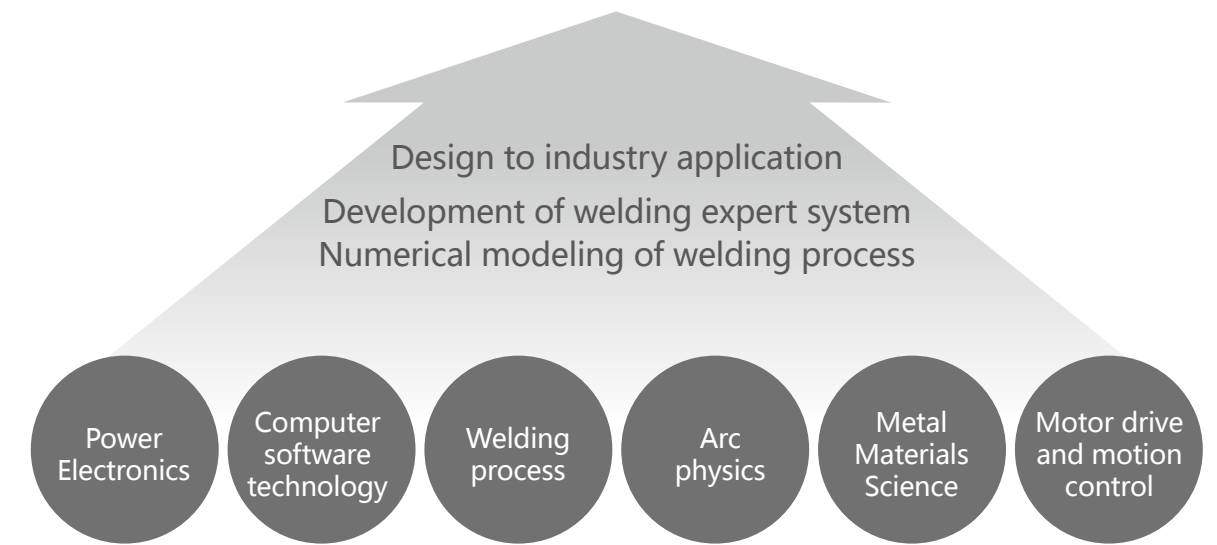 Design to industry application
Development of welding expert system
Numerical modeling of welding process
Power
Electronics
Computer
software
technology
Welding
process
Arc
physics
Metal
Materials
Science
Motor drive
and motion
control